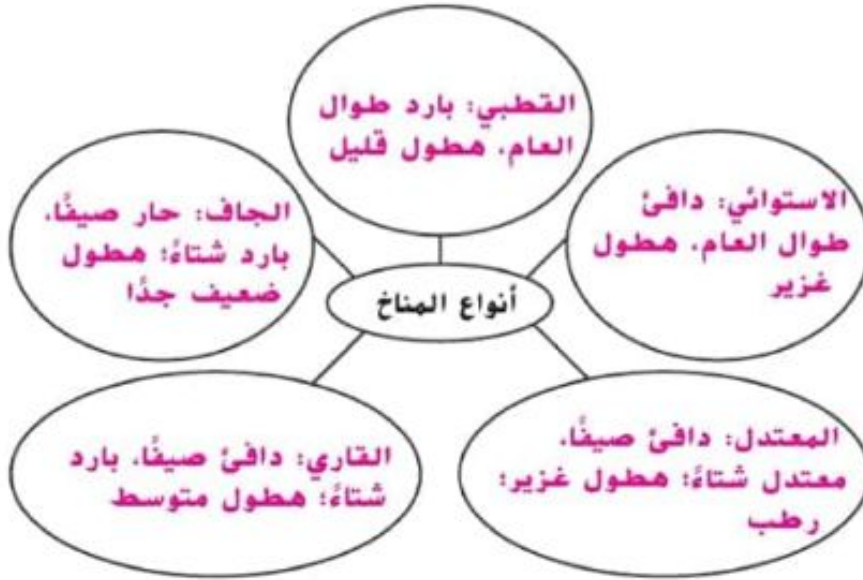 القطبي: بارد طوال
العام، هطول قليل
الاستوائي: دافئ
طوال العام، هطول
غزير
الجاف: حار صيفًا،
بارد شتاءً؛ هطول
ضعيف جدًا
أنواع المناخ
المعتدل: دافئ صيفًا،
معتدل شتاءً؛ هطول غزير؛
رطب
القاري: دافئ صيفًا، بارد
شتاءً؛ هطول متوسط